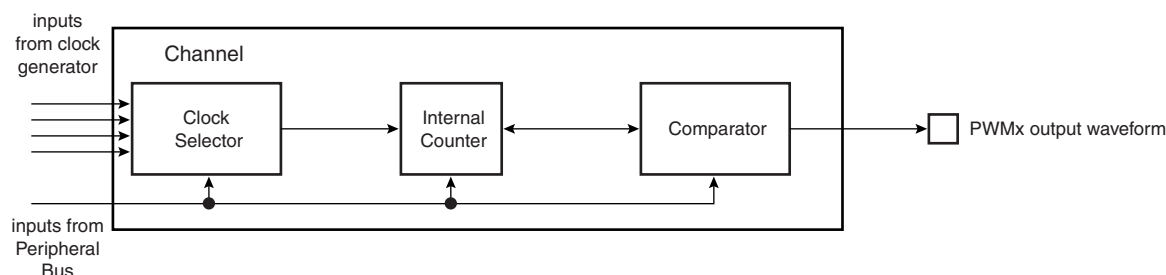 inputs
from clock
generator
Channel
Clock
Selector
Internal
Counter
Comparator
PWMx output waveform
inputs from
Peripheral
Bus